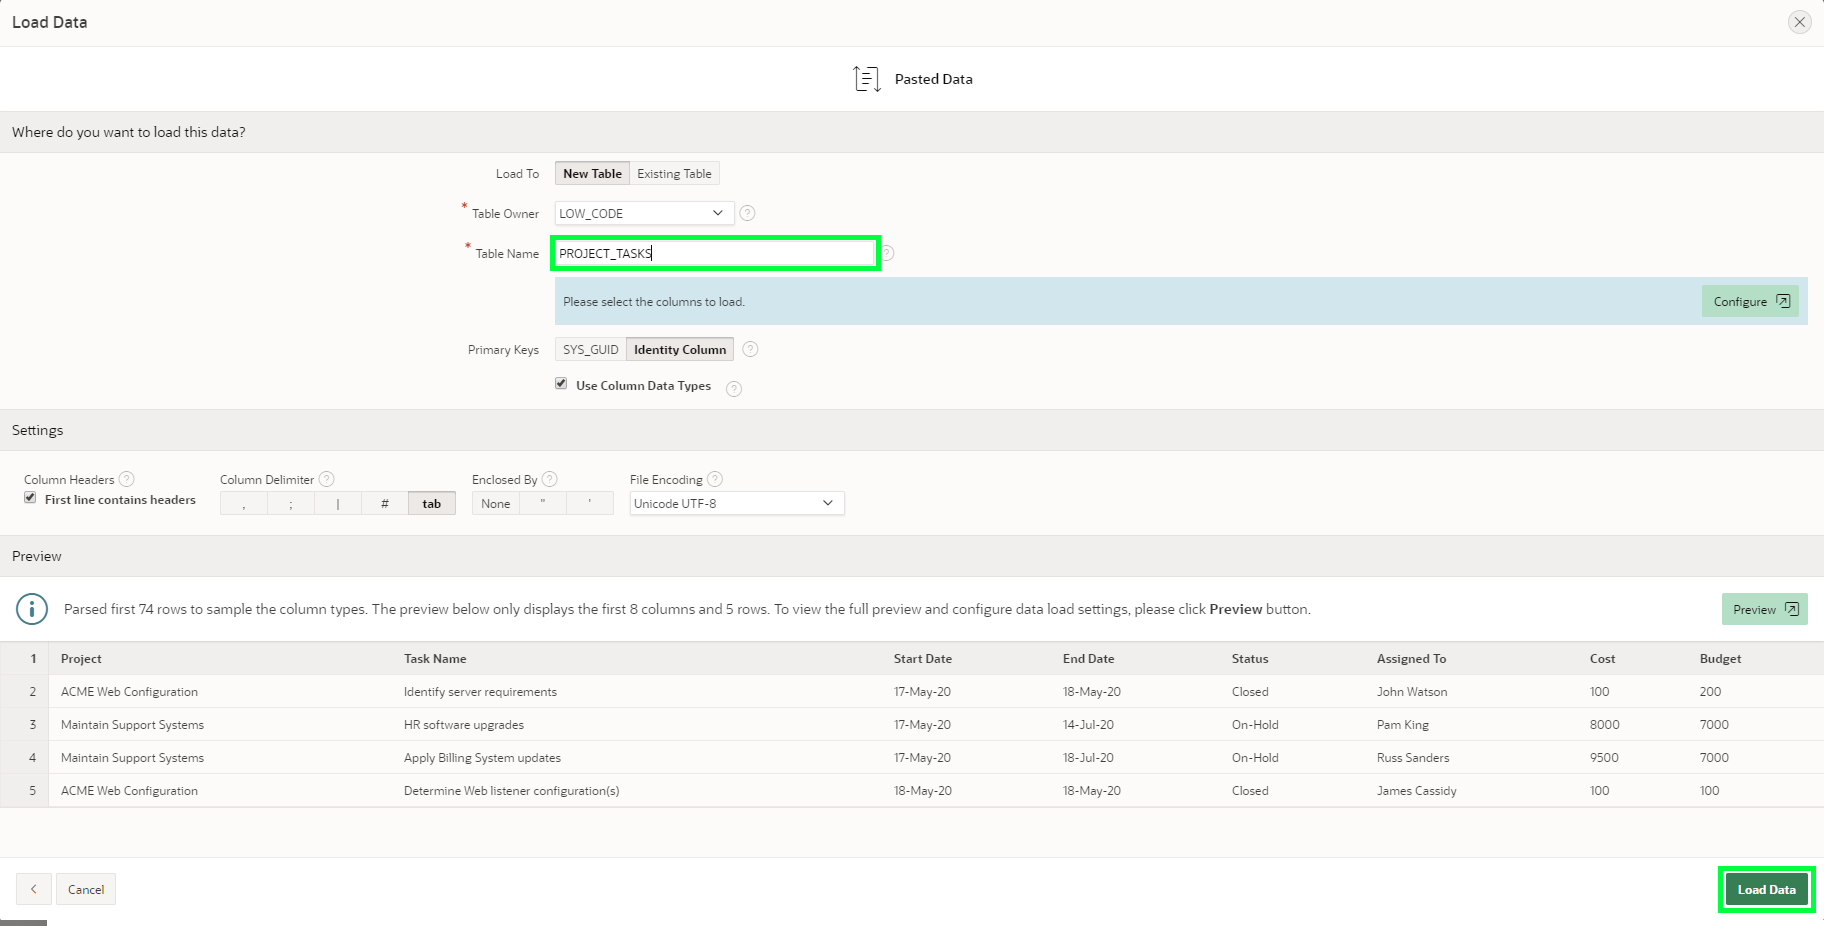 Load Data
Pasted Data
Where do you want to load this data?
Load To New Table Existing Table
* Table Owner LOW_CODE ?
* Table Name PROJECT_TASKS ?
Please select the columns to load. Configure
Primary Keys SYS_GUID Identity Column ?
Use Column Data Types ?
Settings
Column Headers ? Column Delimiter ? Enclosed By ? File Encoding ?
First line contains headers , ; | # tab None " ' Unicode UTF-8
Preview
Parsed first 74 rows to sample the column types. The preview below only displays the first 8 columns and 5 rows. To view the full preview and configure data load settings, please click Preview button. Preview
1 Project Task Name Start Date End Date Status Assigned To Cost Budget
2 ACME Web Configuration Identify server requirements 17-May-20 18-May-20 Closed John Watson 100 200
3 Maintain Support Systems HR software upgrades 17-May-20 14-Jul-20 On-Hold Pam King 8000 7000
4 Maintain Support Systems Apply Billing System updates 17-May-20 18-Jul-20 On-Hold Russ Sanders 9500 7000
5 ACME Web Configuration Determine Web listener configuration(s) 18-May-20 18-May-20 Closed James Cassidy 100 100
Cancel Load Data